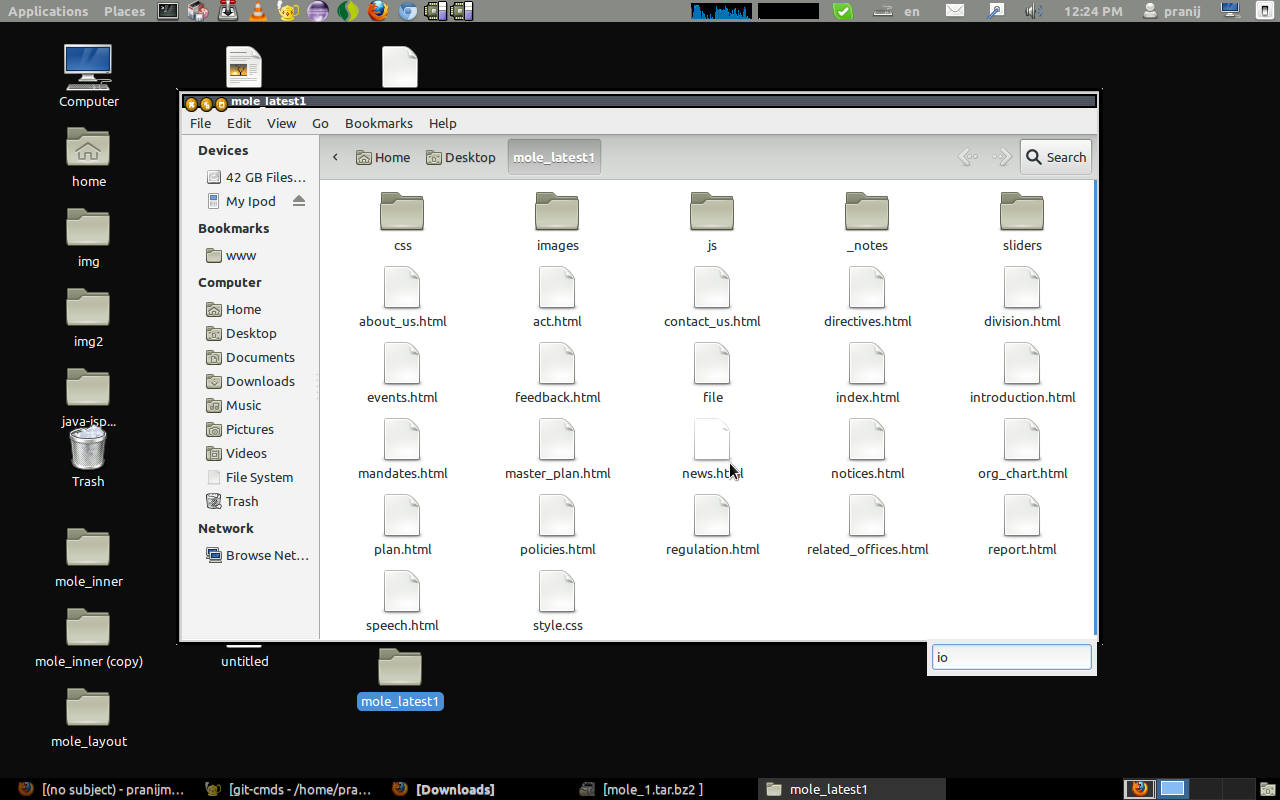 Applications Places en 12:24 PM pranij
Computer
home
img
img2
java-jsp...
Trash
mole_inner
mole_inner (copy)
mole_layout
untitled
mole_latest1
mole_latest1
File Edit View Go Bookmarks Help
Devices
42 GB Files...
My Ipod
Bookmarks
www
Computer
Home
Desktop
Documents
Downloads
Music
Pictures
Videos
File System
Trash
Network
Browse Net...
Home Desktop mole_latest1 Search
css images js _notes sliders
about_us.html act.html contact_us.html directives.html division.html
events.html feedback.html file index.html introduction.html
mandates.html master_plan.html news.html notices.html org_chart.html
plan.html policies.html regulation.html related_offices.html report.html
speech.html style.css
io
[(no subject) - pranijm... [git-cmds - /home/pra... [Downloads] [mole_1.tar.bz2 ] mole_latest1